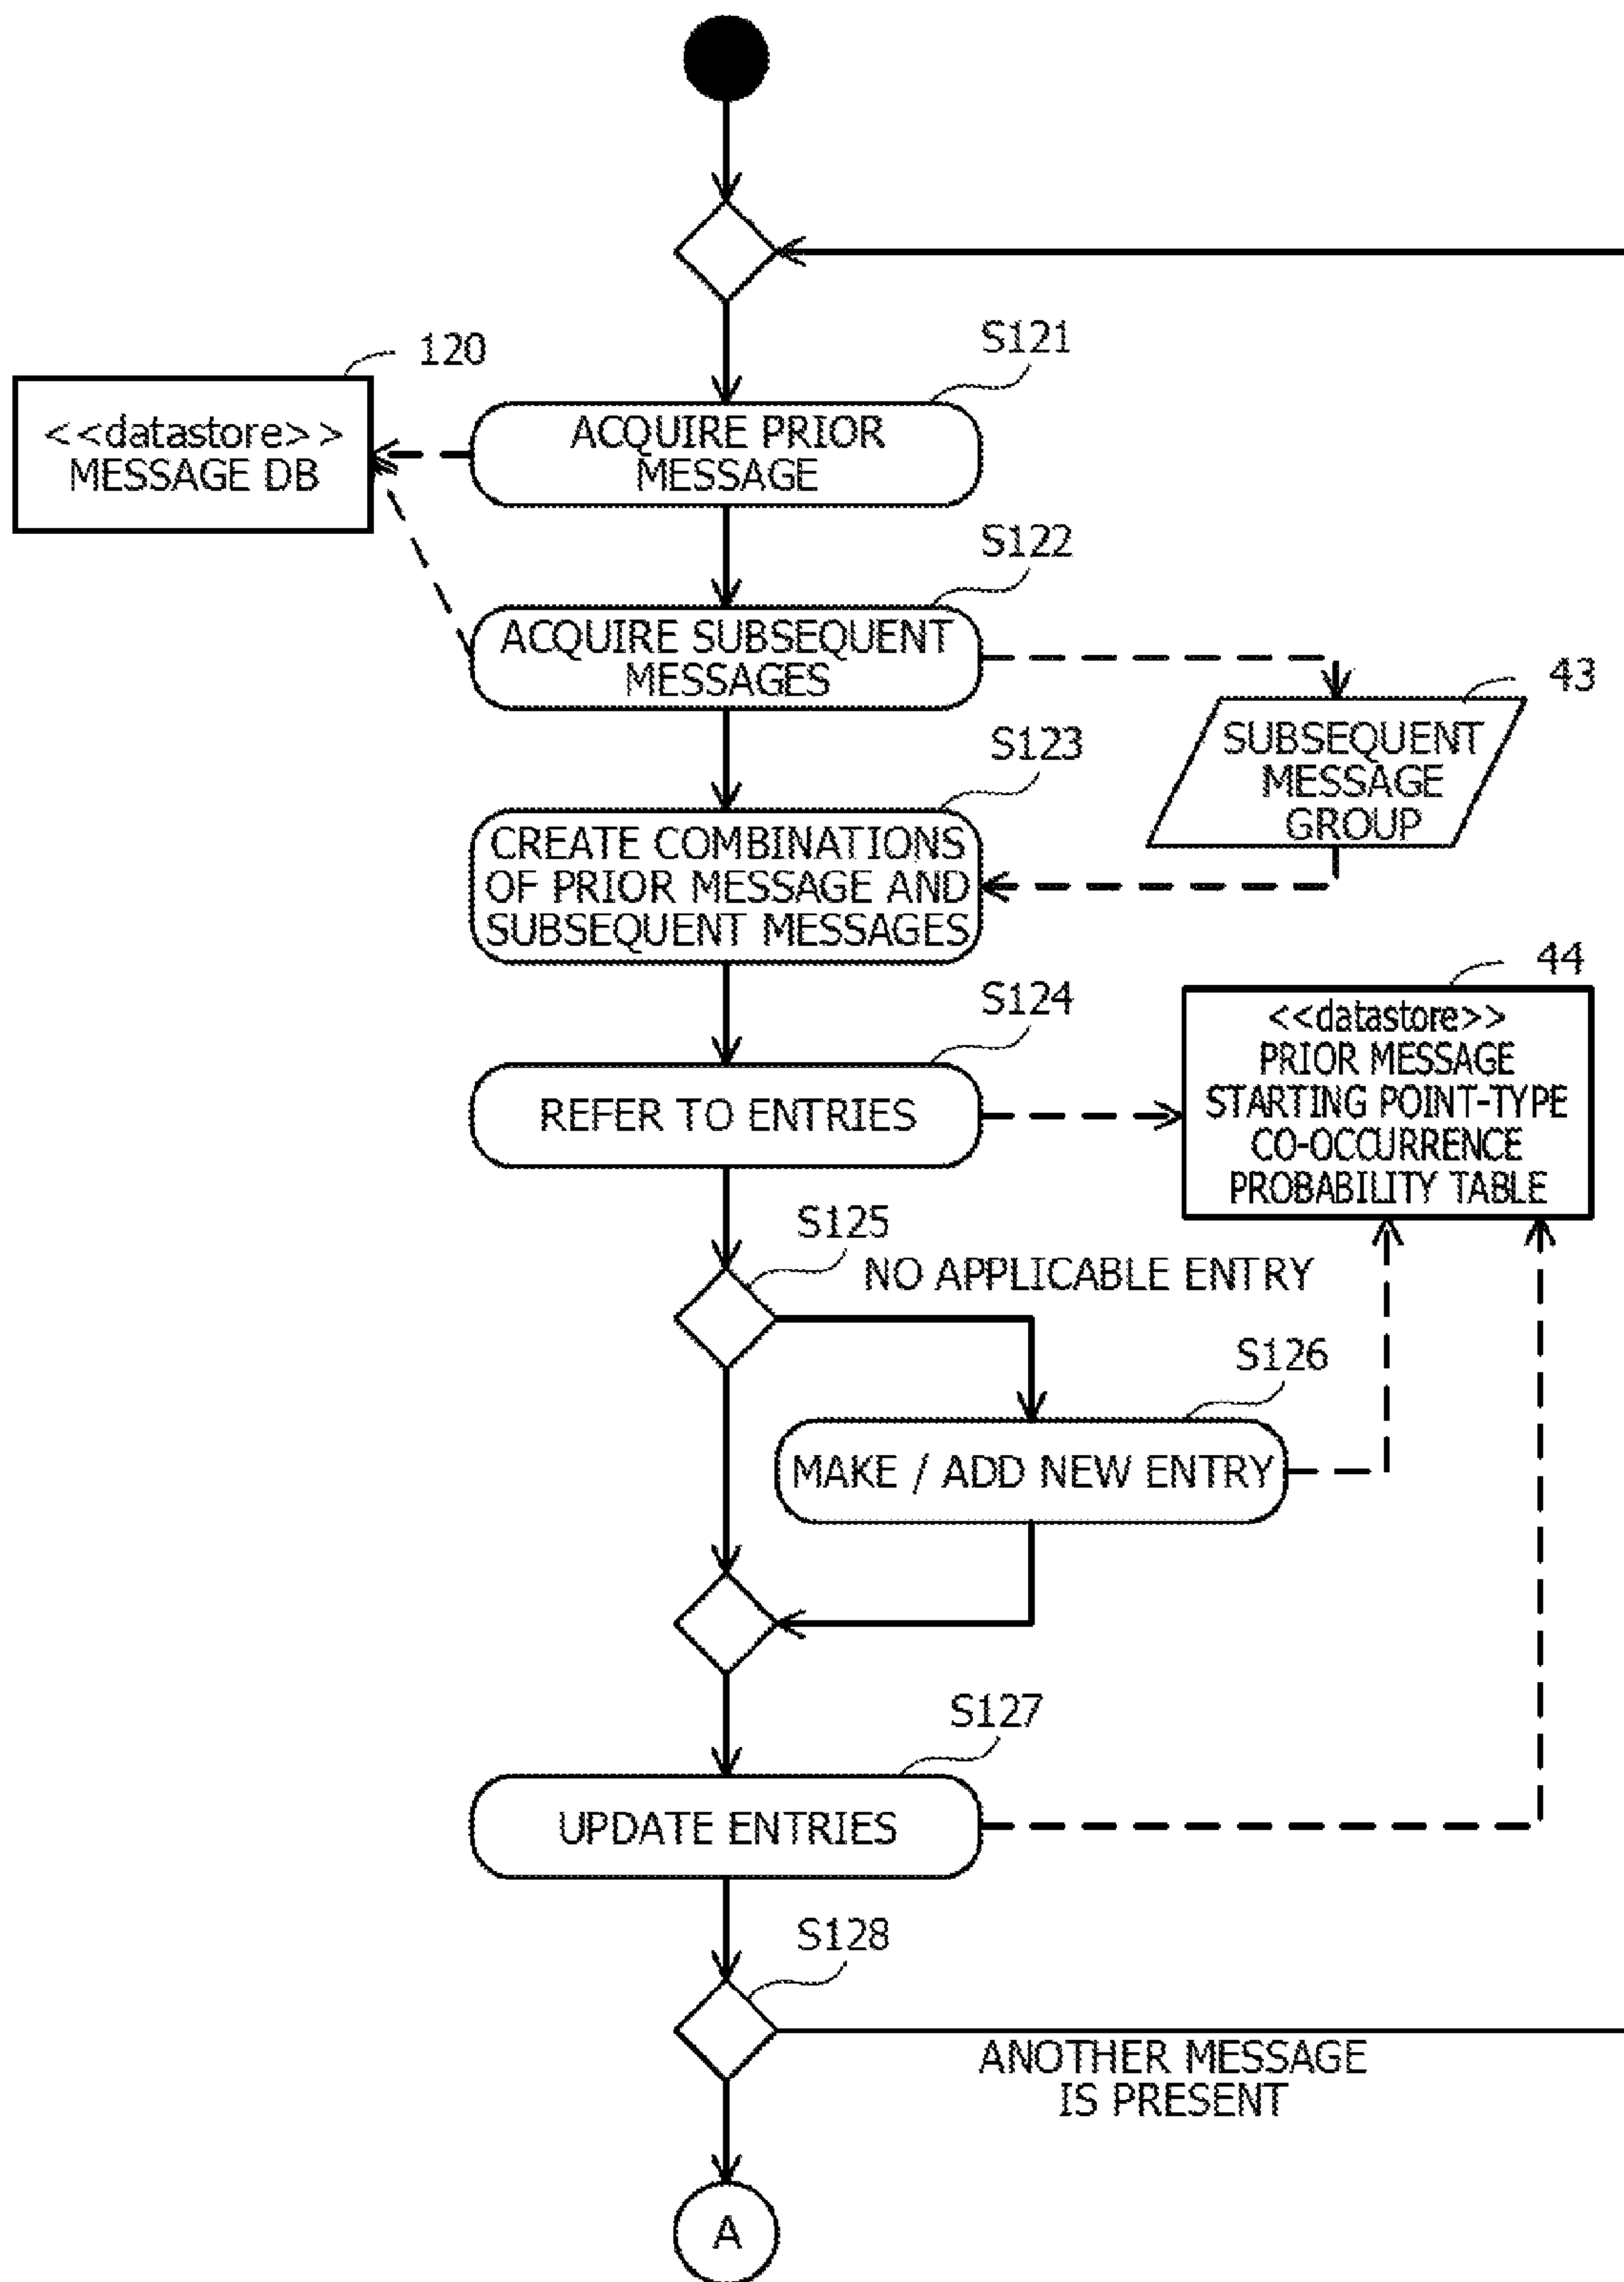 S121
120
<<datastore>>
MESSAGE DB
ACQUIRE PRIOR
MESSAGE
S122
ACQUIRE SUBSEQUENT
MESSAGES
43
SUBSEQUENT
MESSAGE
GROUP
S123
CREATE COMBINATIONS
OF PRIOR MESSAGE AND
SUBSEQUENT MESSAGES
44
<<datastore>>
PRIOR MESSAGE
STARTING POINT-TYPE
CO-OCCURRENCE
PROBABILITY TABLE
S124
REFER TO ENTRIES
S125
NO APPLICABLE ENTRY
S126
MAKE / ADD NEW ENTRY
S127
UPDATE ENTRIES
S128
ANOTHER MESSAGE
IS PRESENT
A